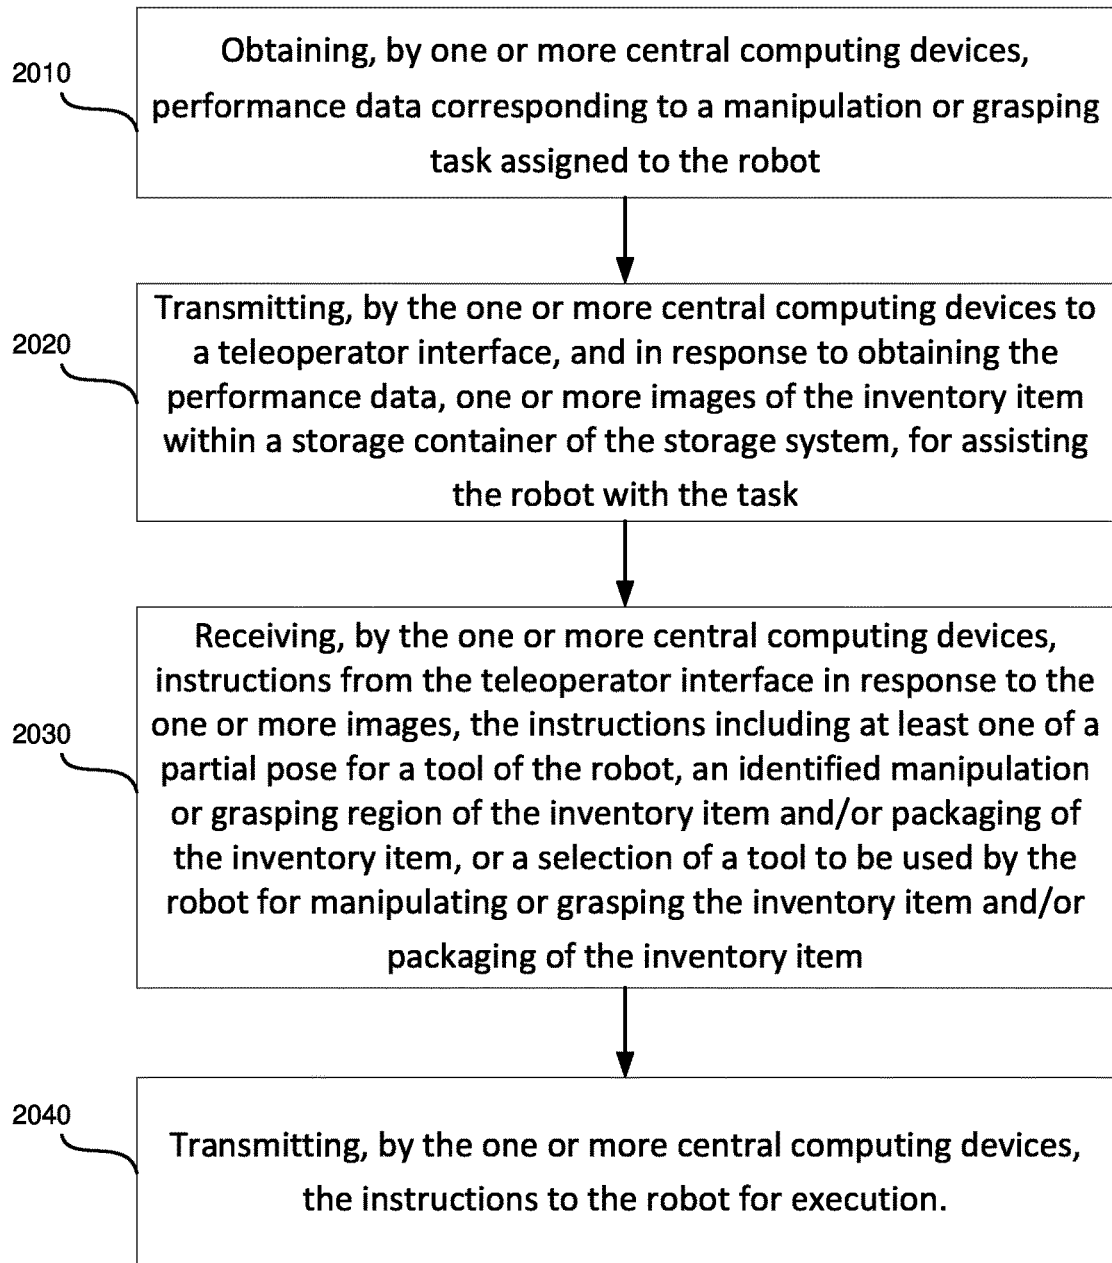 2010
Obtaining, by one or more central computing devices,
performance data corresponding to a manipulation or grasping
task assigned to the robot
2020
Transmitting, by the one or more central computing devices to
a teleoperator interface, and in response to obtaining the
performance data, one or more images of the inventory item
within a storage container of the storage system, for assisting
the robot with the task
2030
Receiving, by the one or more central computing devices,
instructions from the teleoperator interface in response to the
one or more images, the instructions including at least one of a
partial pose for a tool of the robot, an identified manipulation
or grasping region of the inventory item and/or packaging of
the inventory item, or a selection of a tool to be used by the
robot for manipulating or grasping the inventory item and/or
packaging of the inventory item
2040
Transmitting, by the one or more central computing devices,
the instructions to the robot for execution.